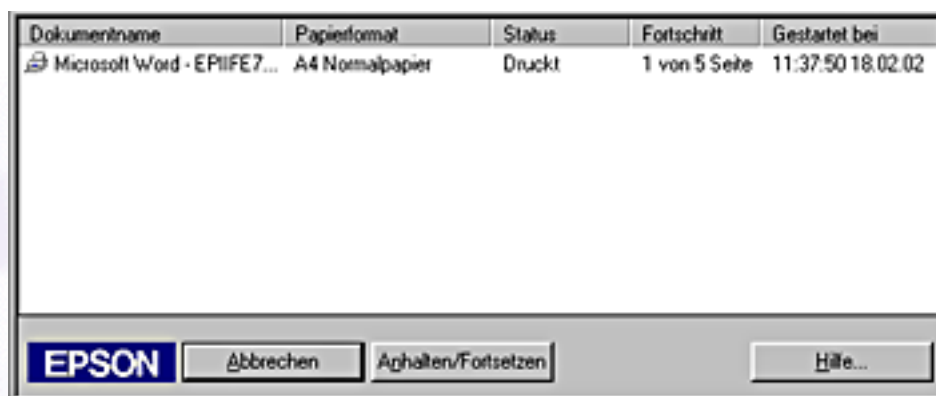 Dokumentname Papierformat Status Fortschritt Gestartet bei
Microsoft Word - EPIIFE7... A4 Normalpapier Druckt 1 von 5 Seite 11:37:50 18.02.02
EPSON Abbrechen Anhalten/Fortsetzen Hilfe...